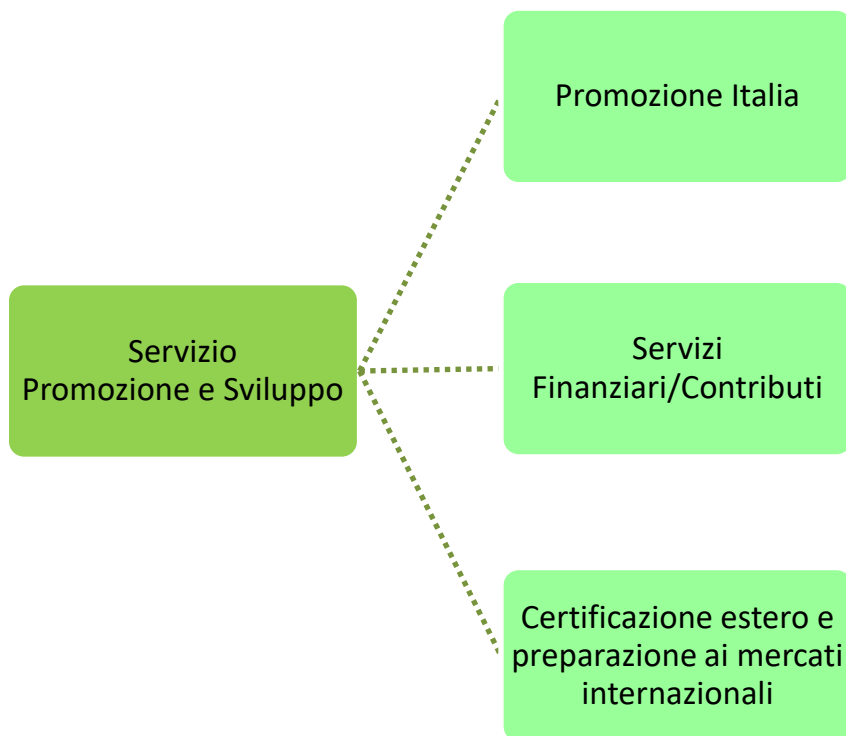 Promozione Italia
Servizio
Promozione e Sviluppo
Servizi
Finanziari/Contributi
Certificazione estero e
preparazione ai mercati
internazionali